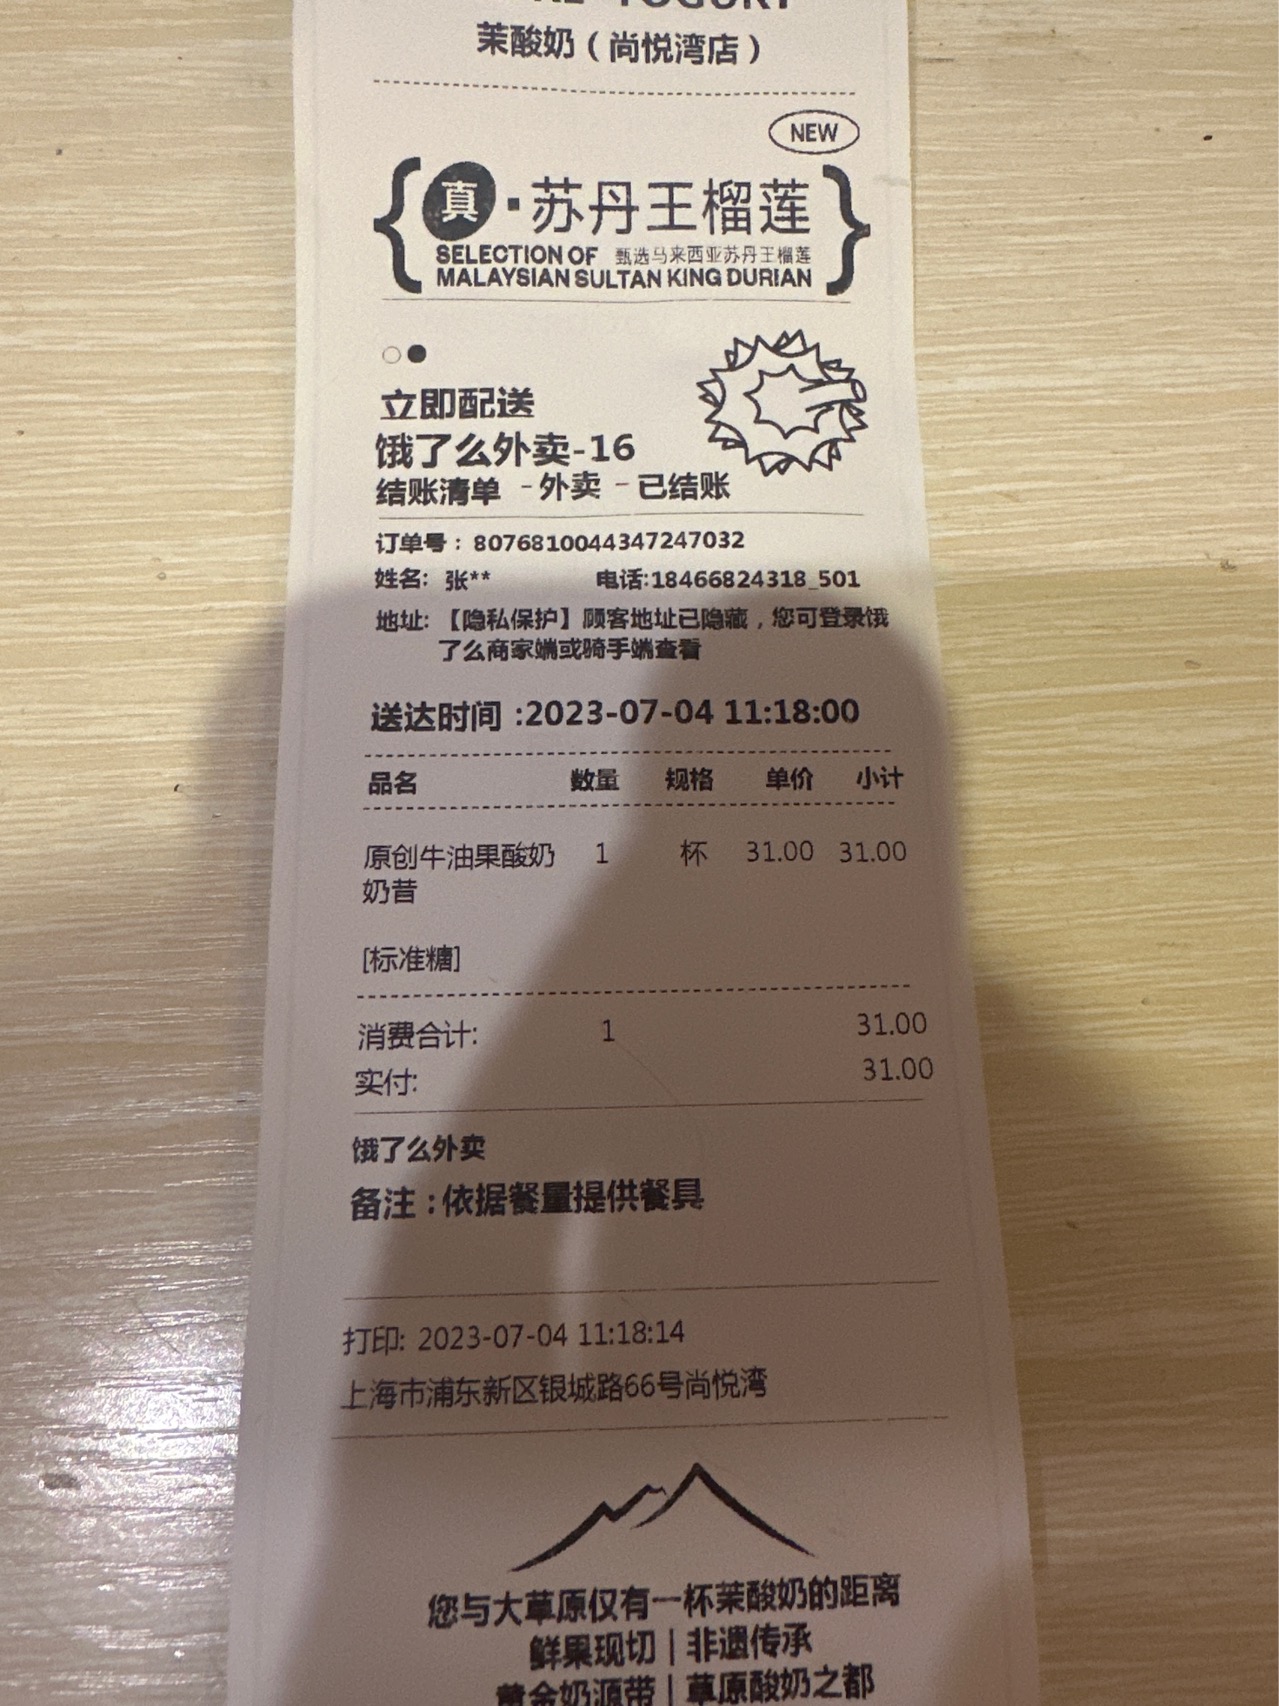 YOGURT
茉酸奶（尚悦湾店）
NEW
真·苏丹王榴莲
SELECTION OF 甄选马来西亚苏丹王榴莲
MALAYSIAN SULTAN KING DURIAN
立即配送
饿了么外卖-16
结账清单 -外卖 -已结账
订单号：8076810044347247032
姓名: 张** 电话:18466824318_501
地址: 【隐私保护】顾客地址已隐藏，您可登录饿
了么商家端或骑手端查看
送达时间 :2023-07-04 11:18:00
品名 数量 规格 单价 小计
原创牛油果酸奶 1 杯 31.00 31.00
奶昔
[标准糖]
消费合计: 1 31.00
实付: 31.00
饿了么外卖
备注：依据餐量提供餐具
打印: 2023-07-04 11:18:14
上海市浦东新区银城路66号尚悦湾
您与大草原仅有一杯茉酸奶的距离
鲜果现切｜非遗传承
黄金奶源带｜草原酸奶之都